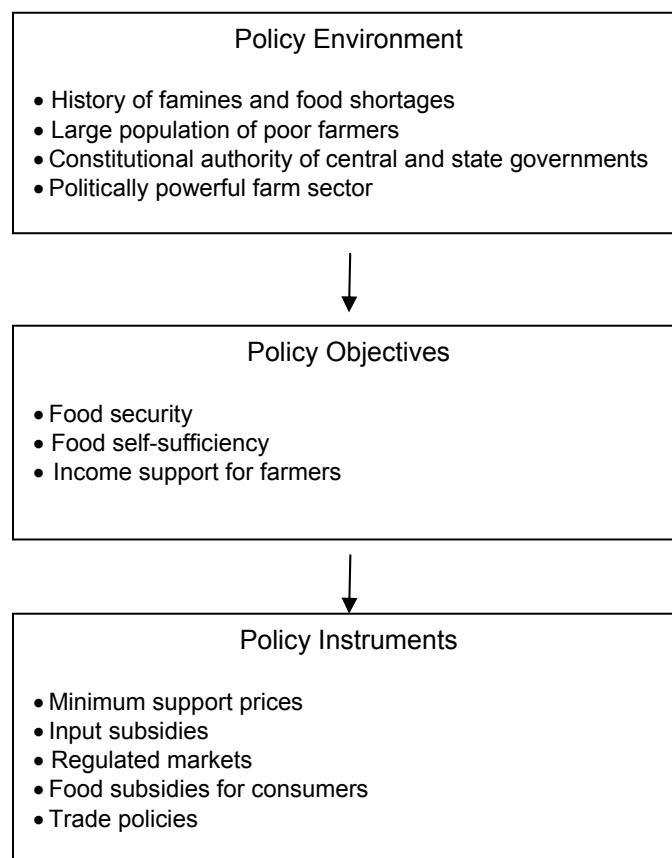 Policy Environment
• History of famines and food shortages
• Large population of poor farmers
• Constitutional authority of central and state governments
• Politically powerful farm sector
Policy Objectives
• Food security
• Food self-sufficiency
• Income support for farmers
Policy Instruments
• Minimum support prices
• Input subsidies
• Regulated markets
• Food subsidies for consumers
• Trade policies